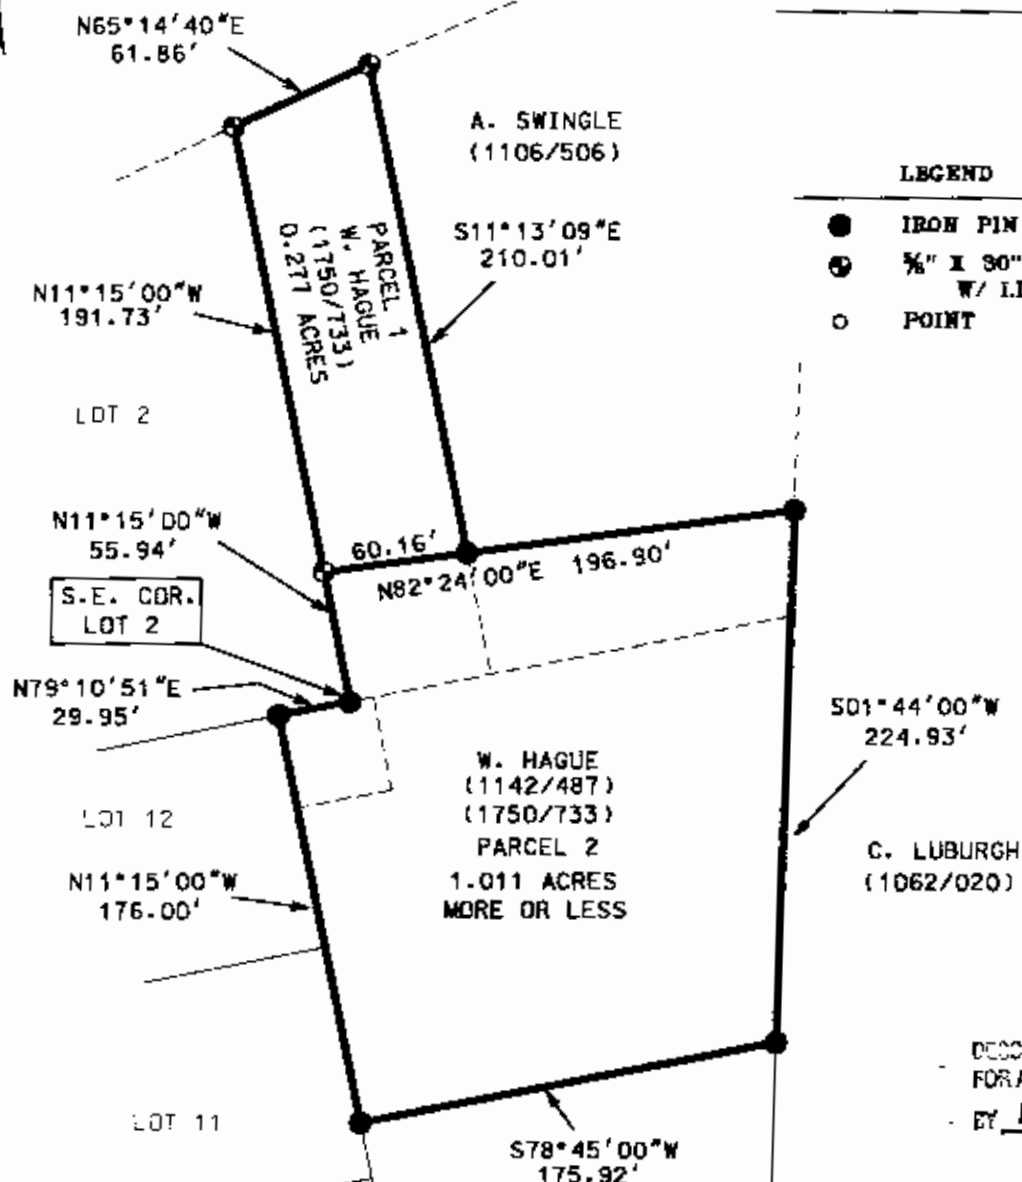 N65°14'40"E
61.86'
A. SWINGLE
(1106/506)
LEGEND
IRON PIN
⅝" X 30"
W/ I.
POINT
S11°13'09"E
210.01'
PARCEL 1
W. HAGUE
(1750/733)
0.277 ACRES
N11°15'00"W
191.73'
LOT 2
N11°15'00"W
55.94'
60.16'
N82°24'00"E 196.90'
S.E. COR.
LOT 2
N79°10'51"E
29.95'
S01°44'00"W
224.93'
W. HAGUE
(1142/487)
(1750/733)
PARCEL 2
1.011 ACRES
MORE OR LESS
LOT 12
C. LUBURGH
(1062/020)
N11°15'00"W
176.00'
LOT 11
S78°45'00"W
175.92'
BY